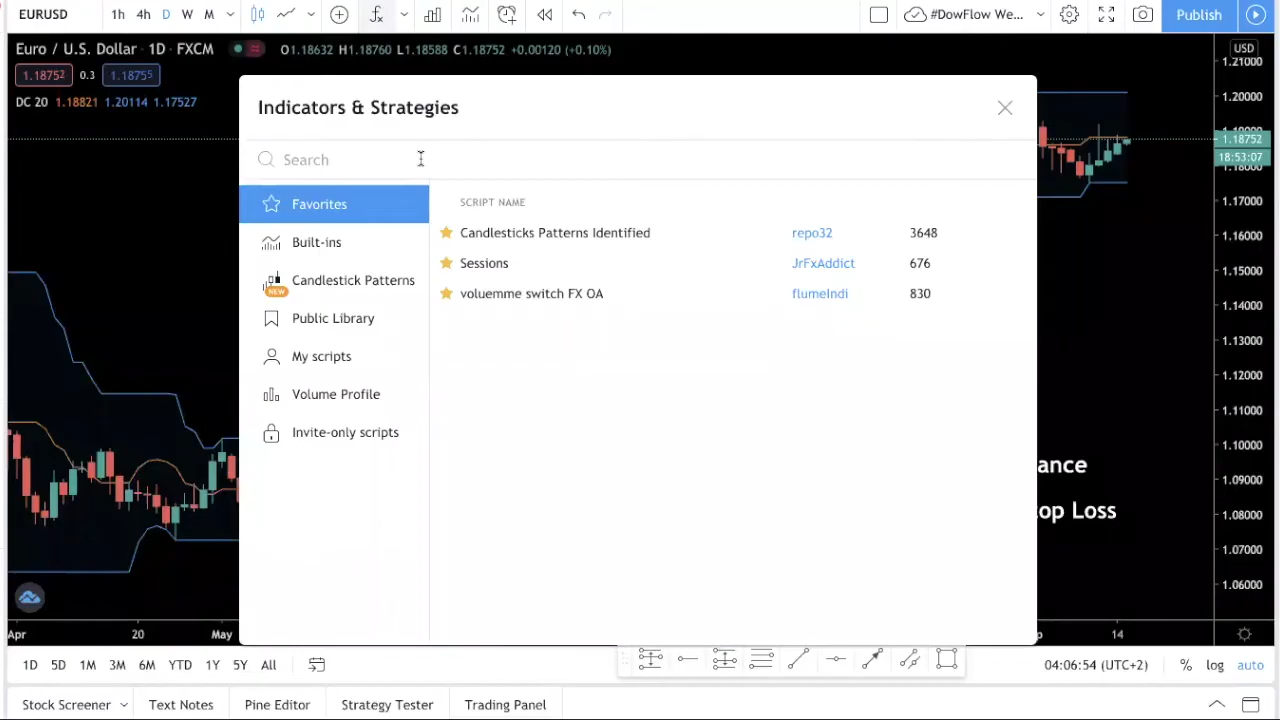 EURUSD 1h 4h D W M #DowFlow We... Publish
Euro / U.S. Dollar · 1D · FXCM O1.18632 H1.18760 L1.18588 C1.18752 +0.00120 (+0.10%)
1.18752 0.3 1.18755
DC 20 1.18821 1.20114 1.17527
USD
1.21000
1.20000
1.18752
18:53:07
1.18000
1.17000
1.16000
1.15000
1.14000
1.13000
1.12000
1.11000
1.10000
1.09000
1.08000
1.07000
1.06000
Indicators & Strategies
Search
Favorites
Built-ins
Candlestick Patterns
NEW
Public Library
My scripts
Volume Profile
Invite-only scripts
SCRIPT NAME
Candlesticks Patterns Identified repo32 3648
Sessions JrFxAddict 676
voluemme switch FX OA flumeIndi 830
ance
op Loss
Apr 20 May 14
1D 5D 1M 3M 6M YTD 1Y 5Y All 04:06:54 (UTC+2) % log auto
Stock Screener Text Notes Pine Editor Strategy Tester Trading Panel